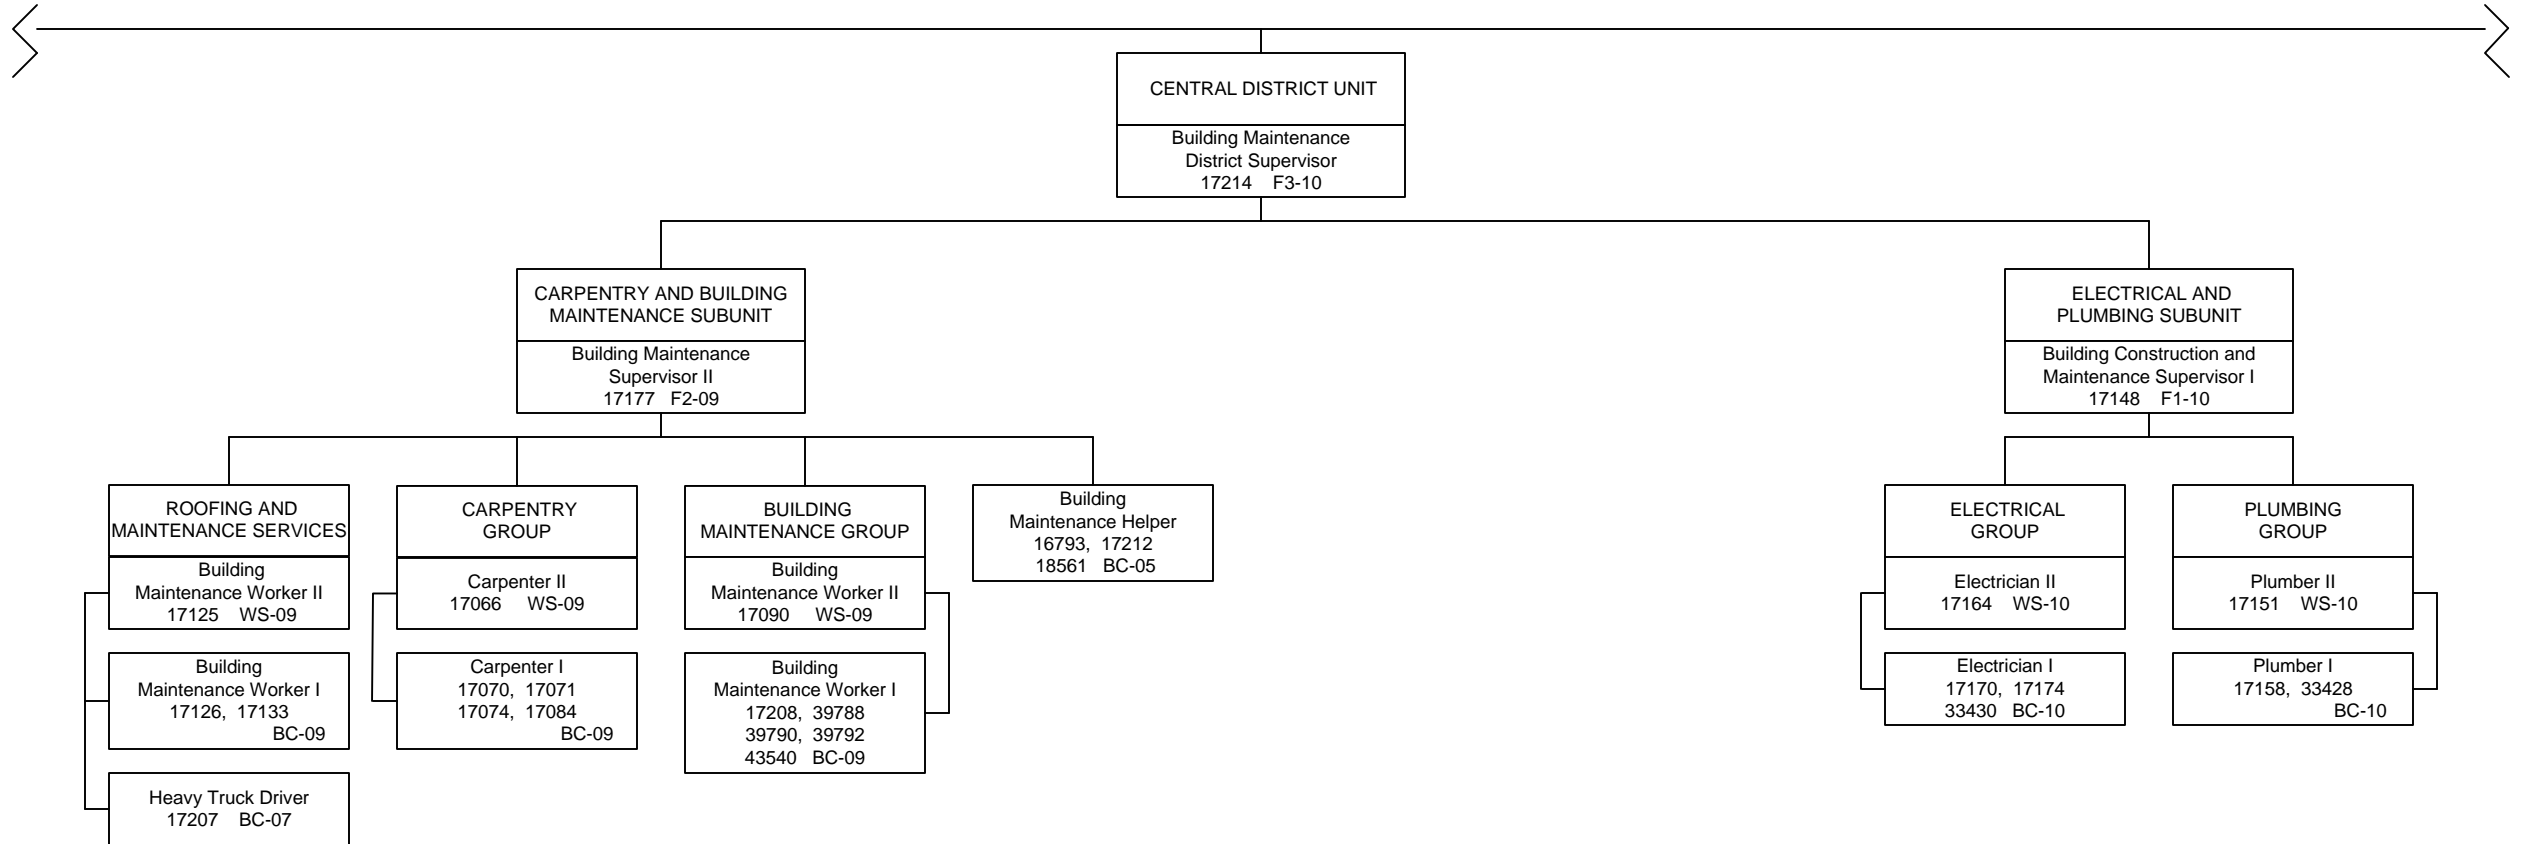 CENTRAL DISTRICT UNIT
Building Maintenance
District Supervisor
17214 F3-10
CARPENTRY AND BUILDING
MAINTENANCE SUBUNIT
Building Maintenance
Supervisor II
17177 F2-09
ELECTRICAL AND
PLUMBING SUBUNIT
Building Construction and
Maintenance Supervisor I
17148 F1-10
ROOFING AND
MAINTENANCE SERVICES
Building
Maintenance Worker II
17125 WS-09
Building
Maintenance Worker I
17126, 17133
BC-09
Heavy Truck Driver
17207 BC-07
CARPENTRY
GROUP
Carpenter II
17066 WS-09
Carpenter I
17070, 17071
17074, 17084
BC-09
BUILDING
MAINTENANCE GROUP
Building
Maintenance Worker II
17090 WS-09
Building
Maintenance Worker I
17208, 39788
39790, 39792
43540 BC-09
Building
Maintenance Helper
16793, 17212
18561 BC-05
ELECTRICAL
GROUP
Electrician II
17164 WS-10
Electrician I
17170, 17174
33430 BC-10
PLUMBING
GROUP
Plumber II
17151 WS-10
Plumber I
17158, 33428
BC-10